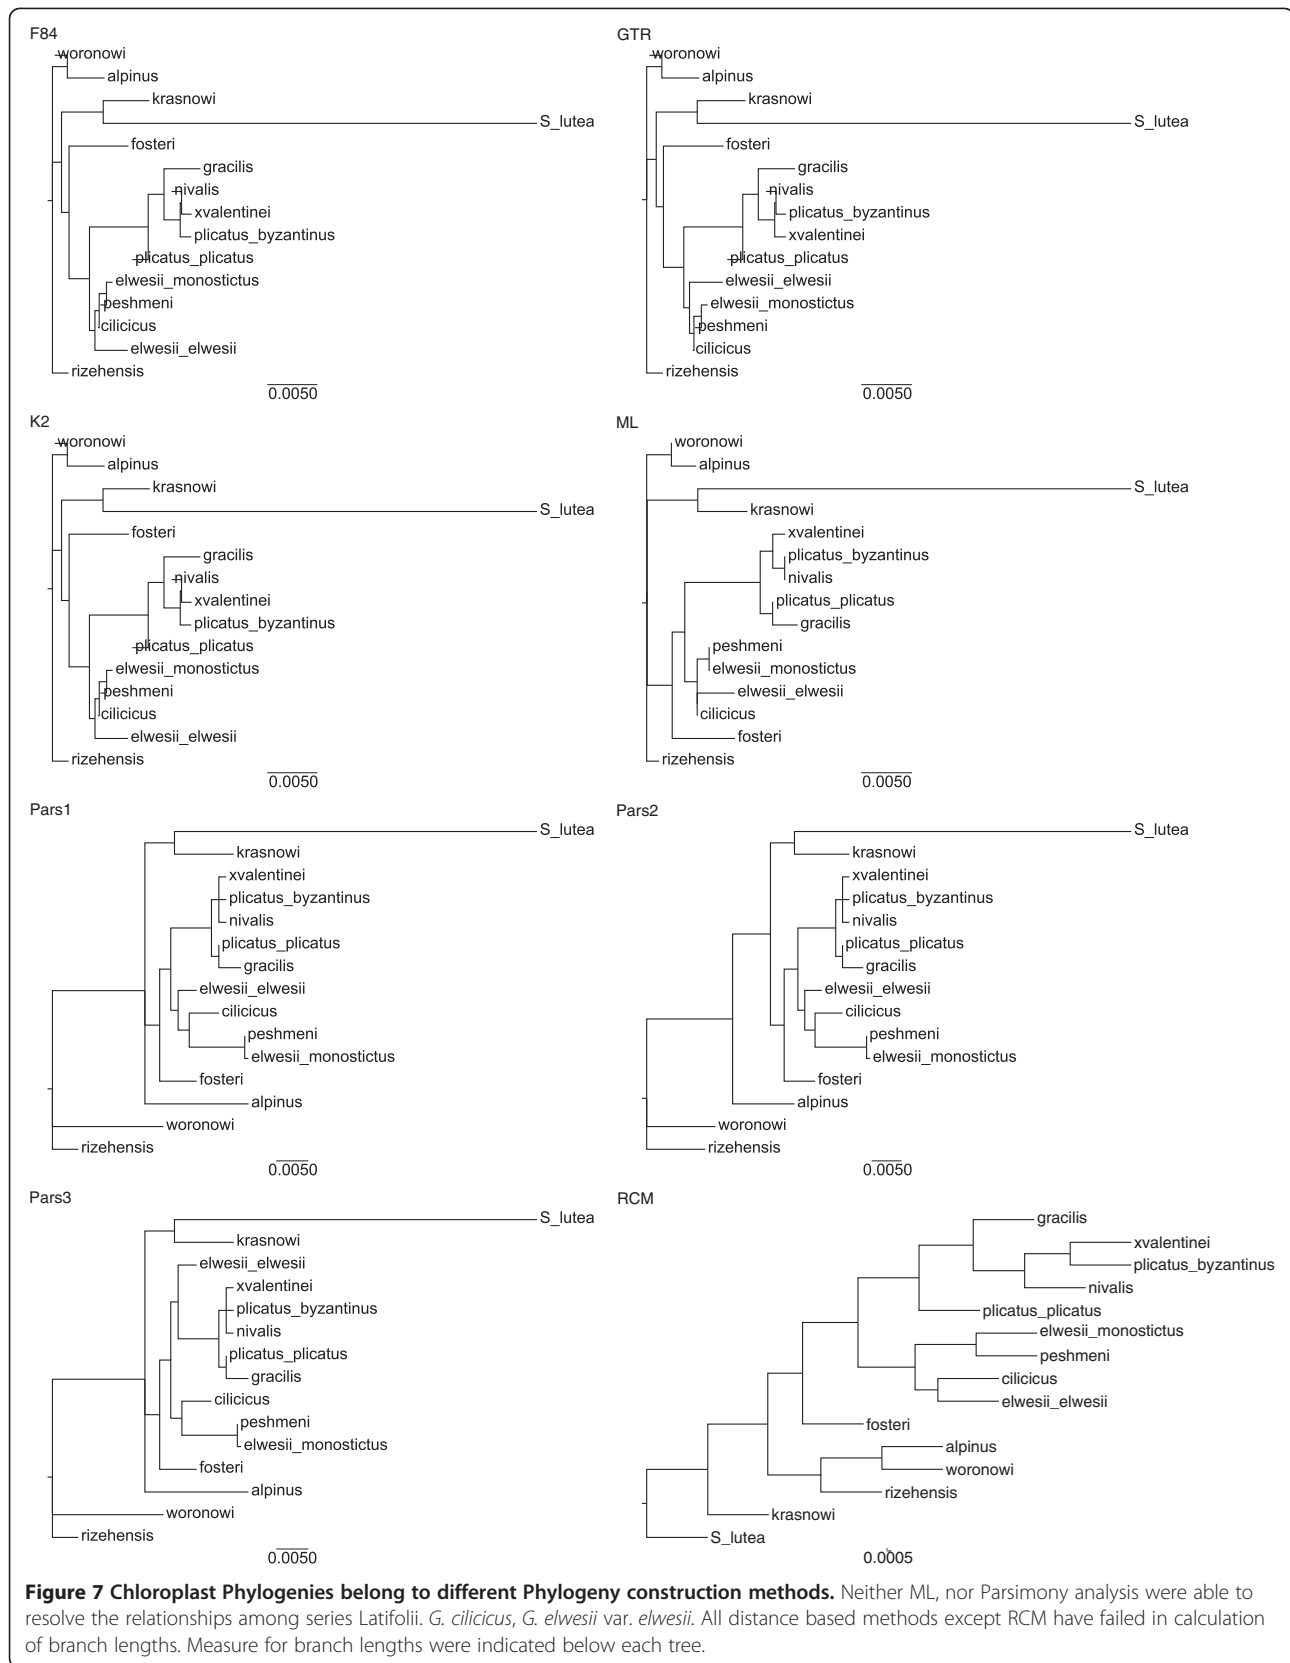 F84
woronowi
alpinus
krasnowi
S_lutea
fosteri
gracilis
nivalis
xvalentinei
plicatus_byzantinus
plicatus_plicatus
elwesii_monostictus
peshmeni
cilicicus
elwesii_elwesii
rizehensis
0.0050
GTR
woronowi
alpinus
krasnowi
S_lutea
fosteri
gracilis
nivalis
plicatus_byzantinus
xvalentinei
plicatus_plicatus
elwesii_elwesii
elwesii_monostictus
peshmeni
cilicicus
rizehensis
0.0050
K2
woronowi
alpinus
krasnowi
S_lutea
fosteri
gracilis
nivalis
xvalentinei
plicatus_byzantinus
plicatus_plicatus
elwesii_monostictus
peshmeni
cilicicus
elwesii_elwesii
rizehensis
0.0050
ML
woronowi
alpinus
S_lutea
krasnowi
xvalentinei
plicatus_byzantinus
nivalis
plicatus_plicatus
gracilis
peshmeni
elwesii_monostictus
elwesii_elwesii
cilicicus
fosteri
rizehensis
0.0050
Pars1
S_lutea
krasnowi
xvalentinei
plicatus_byzantinus
nivalis
plicatus_plicatus
gracilis
elwesii_elwesii
cilicicus
peshmeni
elwesii_monostictus
fosteri
alpinus
woronowi
rizehensis
0.0050
Pars2
S_lutea
krasnowi
xvalentinei
plicatus_byzantinus
nivalis
plicatus_plicatus
gracilis
elwesii_elwesii
cilicicus
peshmeni
elwesii_monostictus
fosteri
alpinus
woronowi
rizehensis
0.0050
Pars3
S_lutea
krasnowi
elwesii_elwesii
xvalentinei
plicatus_byzantinus
nivalis
plicatus_plicatus
gracilis
cilicicus
peshmeni
elwesii_monostictus
fosteri
alpinus
woronowi
rizehensis
0.0050
RCM
gracilis
xvalentinei
plicatus_byzantinus
nivalis
plicatus_plicatus
elwesii_monostictus
peshmeni
cilicicus
elwesii_elwesii
fosteri
alpinus
woronowi
rizehensis
krasnowi
S_lutea
0.0005
Figure 7 Chloroplast Phylogenies belong to different Phylogeny construction methods. Neither ML, nor Parsimony analysis were able to
resolve the relationships among series Latifolii. G. cilicicus, G. elwesii var. elwesii. All distance based methods except RCM have failed in calculation
of branch lengths. Measure for branch lengths were indicated below each tree.